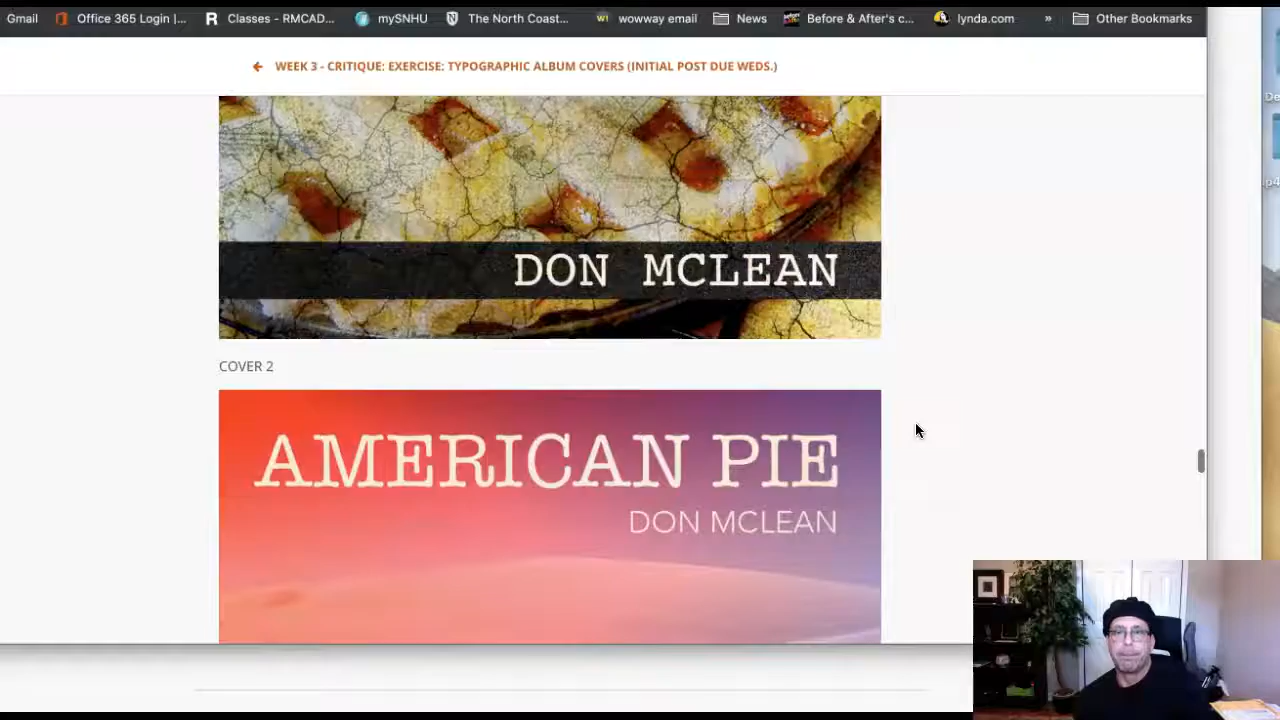 Gmail Office 365 Login |... Classes - RMCAD... mySNHU The North Coast... W! wowway email News Before & After's c... lynda.com » Other Bookmarks
WEEK 3 - CRITIQUE: EXERCISE: TYPOGRAPHIC ALBUM COVERS (INITIAL POST DUE WEDS.)
De
.p4
DON MCLEAN
COVER 2
AMERICAN PIE
DON MCLEAN